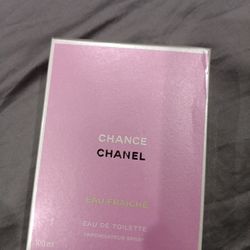 CHANCE
CHANEL
EAU FRAÎCHE
EAU DE TOILETTE
VAPORISATEUR SPRAY
100 ml